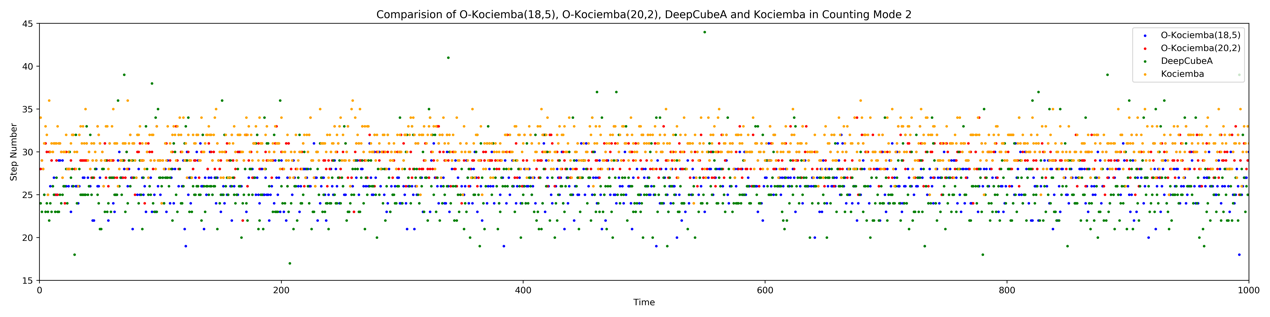 Comparision of O-Kociemba(18,5), O-Kociemba(20,2), DeepCubeA and Kociemba in Counting Mode 2
45
40
35
30
25
20
15
Step Number
O-Kociemba(18,5)
O-Kociemba(20,2)
DeepCubeA
Kociemba
0
200
400
600
800
1000
Time